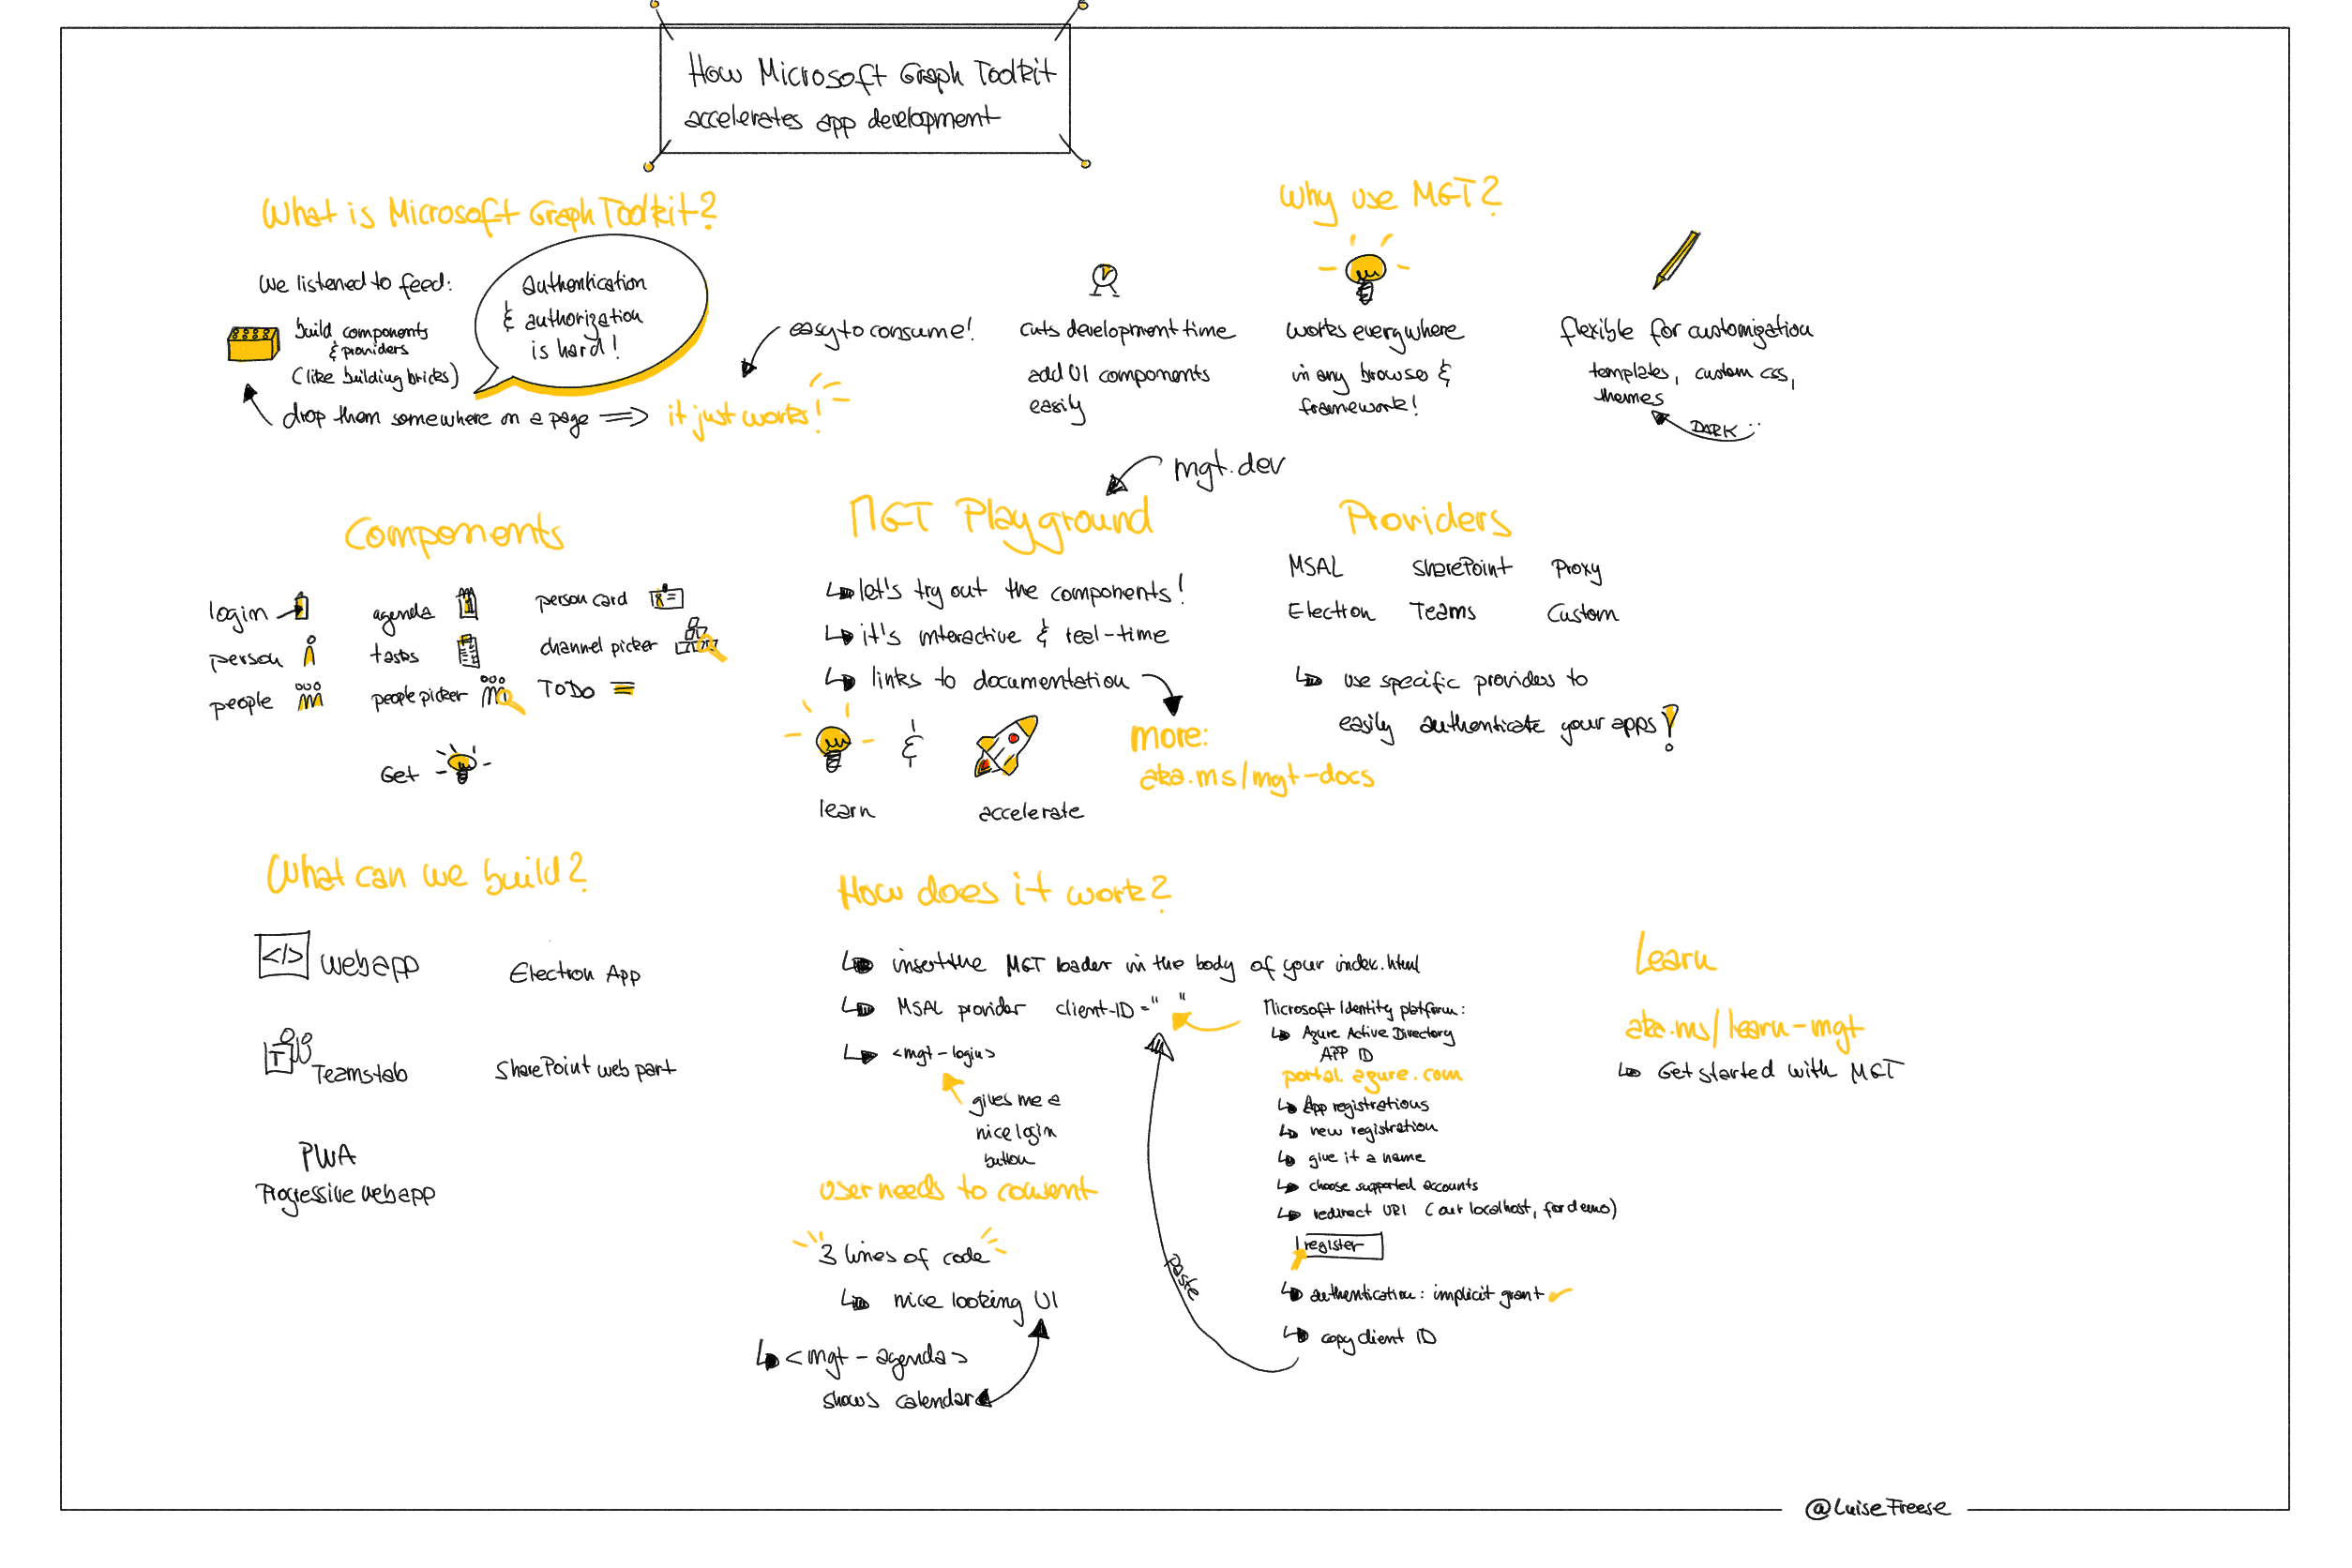 How Microsoft Graph Toolkit
accelerates app development
What is Microsoft Graph Toolkit?
We listened to feed:
Authentication
& authorization
is hard!
build components
& providers
(like building bricks)
drop them somewhere on a page ⇒ it just works!
easy to consume!
Why use MGT?
cuts development time
add UI components
easily
works everywhere
in any browse &
framework!
flexible for customization
templates, custom css,
themes
DARK
Components
login
agenda
person card
person
tasks
channel picker
people
people picker
ToDo
Get
mgt.dev
MGT Playground
let's try out the components!
it's interactive & real-time
links to documentation
learn
&
accelerate
more:
aka.ms/mgt-docs
Providers
MSAL SharePoint Proxy
Electron Teams Custom
use specific providers to
easily authenticate your apps!
What can we build?
</> webapp
Electron App
T Teamstab
SharePoint web part
PWA
Progressive webapp
How does it work?
insert the MGT loader in the body of your index.html
MSAL provider client-ID = " "
<mgt-login>
gives me a
nice login
button
user needs to consent
3 lines of code
nice looking UI
<mgt-agenda>
shows calendar
Microsoft Identity platform:
Azure Active Directory
APP ID
portal.azure.com
App registrations
new registration
give it a name
choose supported accounts
redirect URI (our localhost, for demo)
register
authentication: implicit grant ✓
copy client ID
paste
Learn
aka.ms/learn-mgt
Get started with MGT
@LuiseFreese